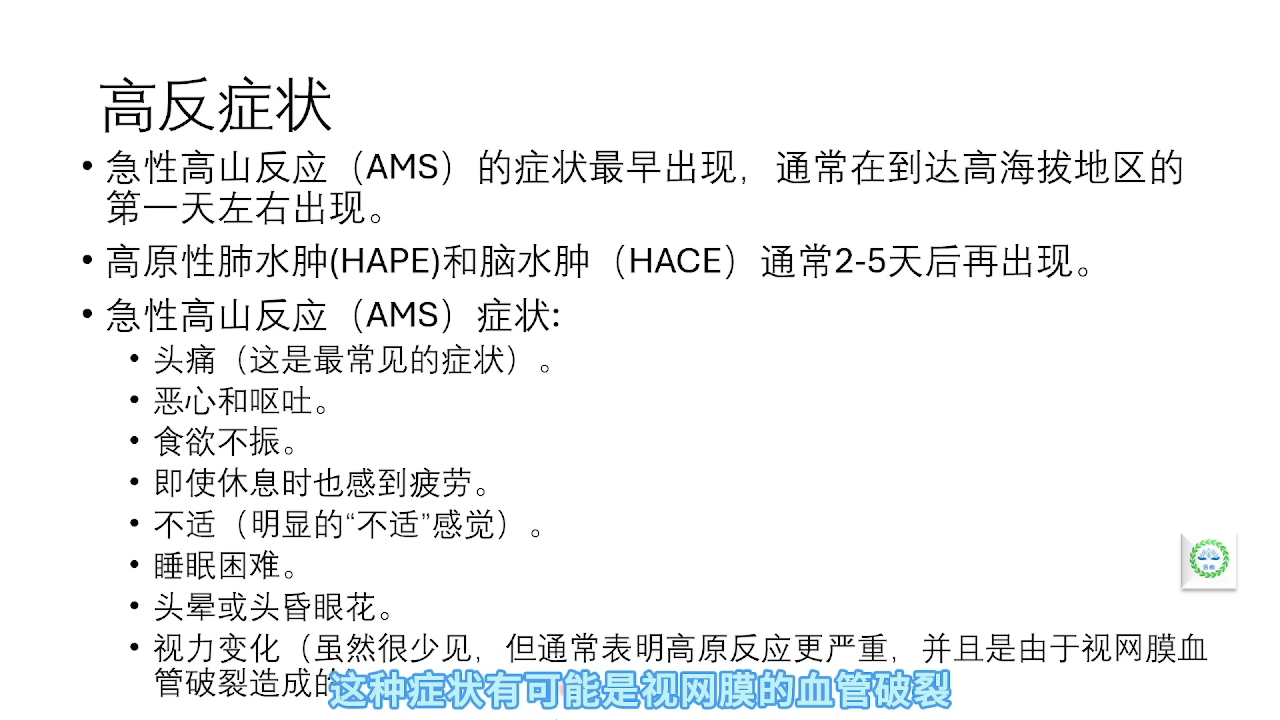 高反症状
• 急性高山反应（AMS）的症状最早出现，通常在到达高海拔地区的
第一天左右出现。
• 高原性肺水肿(HAPE)和脑水肿（HACE）通常2-5天后再出现。
• 急性高山反应（AMS）症状:
• 头痛（这是最常见的症状）。
• 恶心和呕吐。
• 食欲不振。
• 即使休息时也感到疲劳。
• 不适（明显的“不适”感觉）。
• 睡眠困难。
• 头晕或头昏眼花。
• 视力变化（虽然很少见，但通常表明高原反应更严重，并且是由于视网膜血
管破裂造成的
这种症状有可能是视网膜的血管破裂